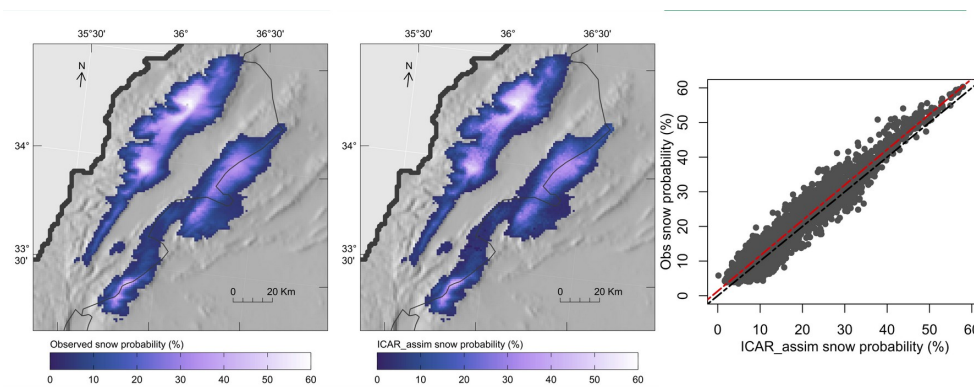 35°30' 36° 36°30'
N
34°
33°
30'
0 20 Km
Observed snow probability (%)
0 10 20 30 40 50 60
35°30' 36° 36°30'
N
0 20 Km
ICAR_assim snow probability (%)
0 10 20 30 40 50 60
Obs snow probability (%)
60
50
40
30
20
10
0
0 10 20 30 40 50 60
ICAR_assim snow probability (%)